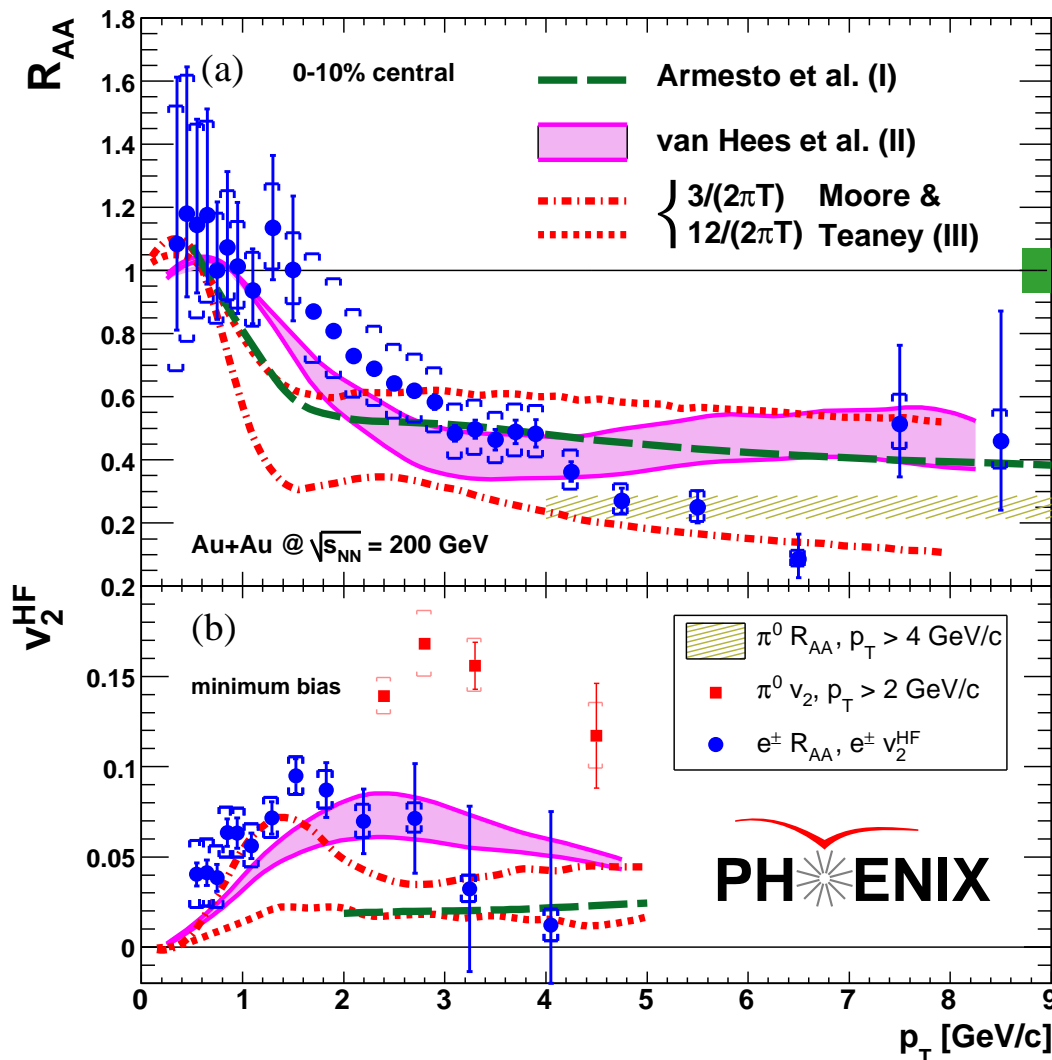 R_AA
1.8
1.6
1.4
1.2
1
0.8
0.6
0.4
0.2
(a)
0-10% central
Armesto et al. (I)
van Hees et al. (II)
3/(2πT) Moore &
12/(2πT) Teaney (III)
Au+Au @ √s_NN = 200 GeV
v_2^HF
0.2
0.15
0.1
0.05
0
(b)
minimum bias
π^0 R_AA, p_T > 4 GeV/c
π^0 v_2, p_T > 2 GeV/c
e^± R_AA, e^± v_2^HF
PHENIX
0 1 2 3 4 5 6 7 8 9
p_T [GeV/c]